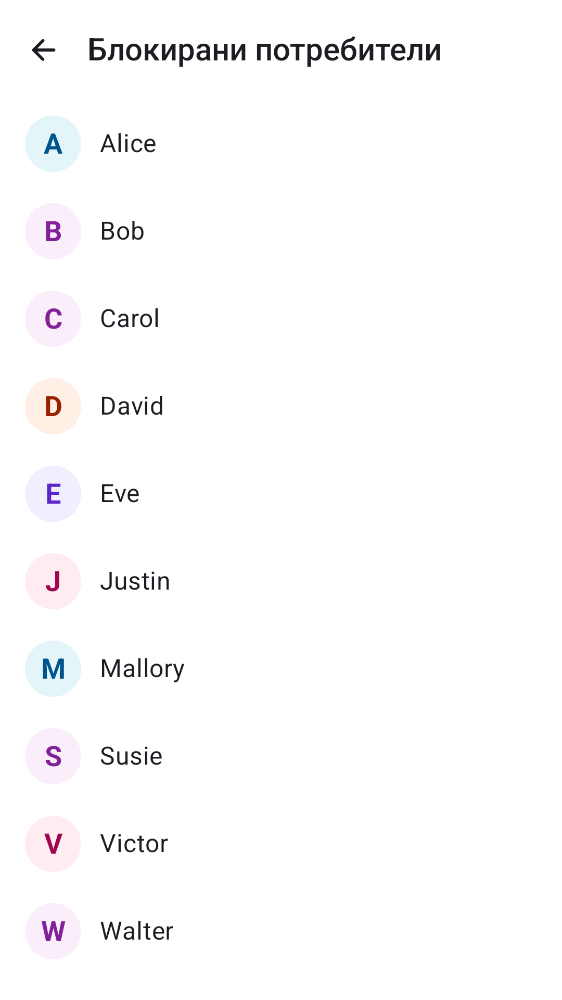 Блокирани потребители
A Alice
B Bob
C Carol
D David
E Eve
J Justin
M Mallory
S Susie
V Victor
W Walter